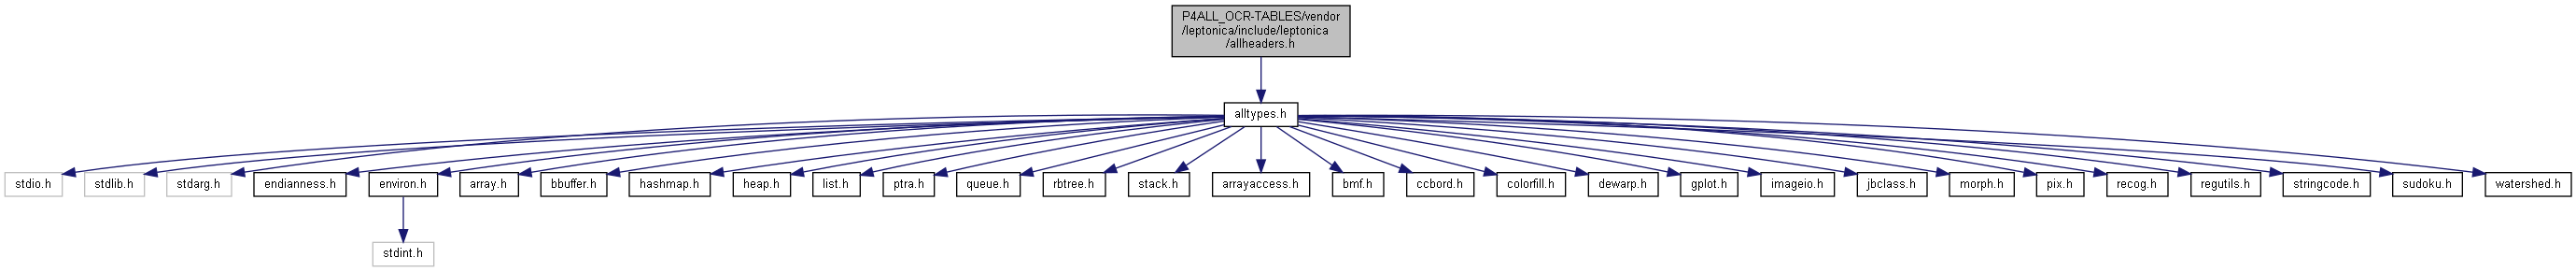 P4ALL_OCR-TABLES/vendor
/leptonica/include/leptonica
/allheaders.h
alltypes.h
stdio.h
stdlib.h
stdarg.h
endianness.h
environ.h
array.h
bbuffer.h
hashmap.h
heap.h
list.h
ptra.h
queue.h
rbtree.h
stack.h
arrayaccess.h
bmf.h
ccbord.h
colorfill.h
dewarp.h
gplot.h
imageio.h
jbclass.h
morph.h
pix.h
recog.h
regutils.h
stringcode.h
sudoku.h
watershed.h
stdint.h